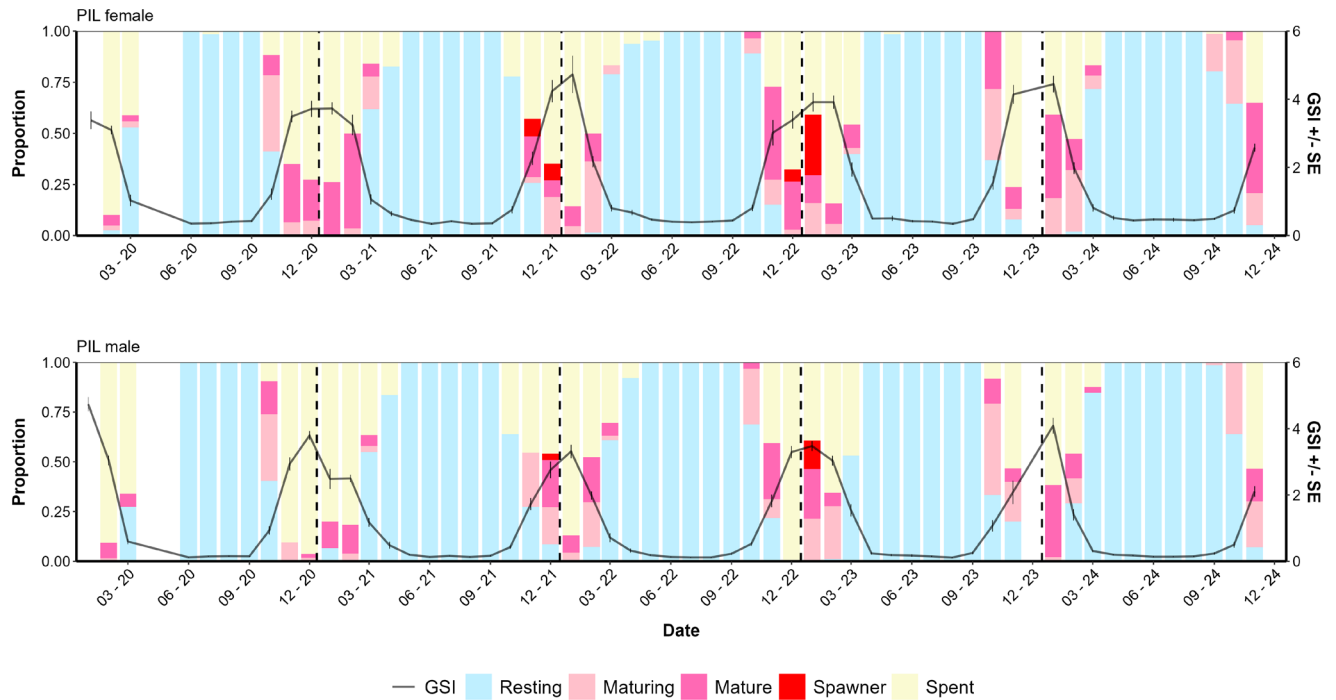 PIL female
1.00
0.75
0.50
0.25
0.00
Proportion
6
4
2
0
GSI +/- SE
03 - 20
06 - 20
09 - 20
12 - 20
03 - 21
06 - 21
09 - 21
12 - 21
03 - 22
06 - 22
09 - 22
12 - 22
03 - 23
06 - 23
09 - 23
12 - 23
03 - 24
06 - 24
09 - 24
12 - 24
PIL male
1.00
0.75
0.50
0.25
0.00
Proportion
6
4
2
0
GSI +/- SE
03 - 20
06 - 20
09 - 20
12 - 20
03 - 21
06 - 21
09 - 21
12 - 21
03 - 22
06 - 22
09 - 22
12 - 22
03 - 23
06 - 23
09 - 23
12 - 23
03 - 24
06 - 24
09 - 24
12 - 24
Date
GSI Resting Maturing Mature Spawner Spent